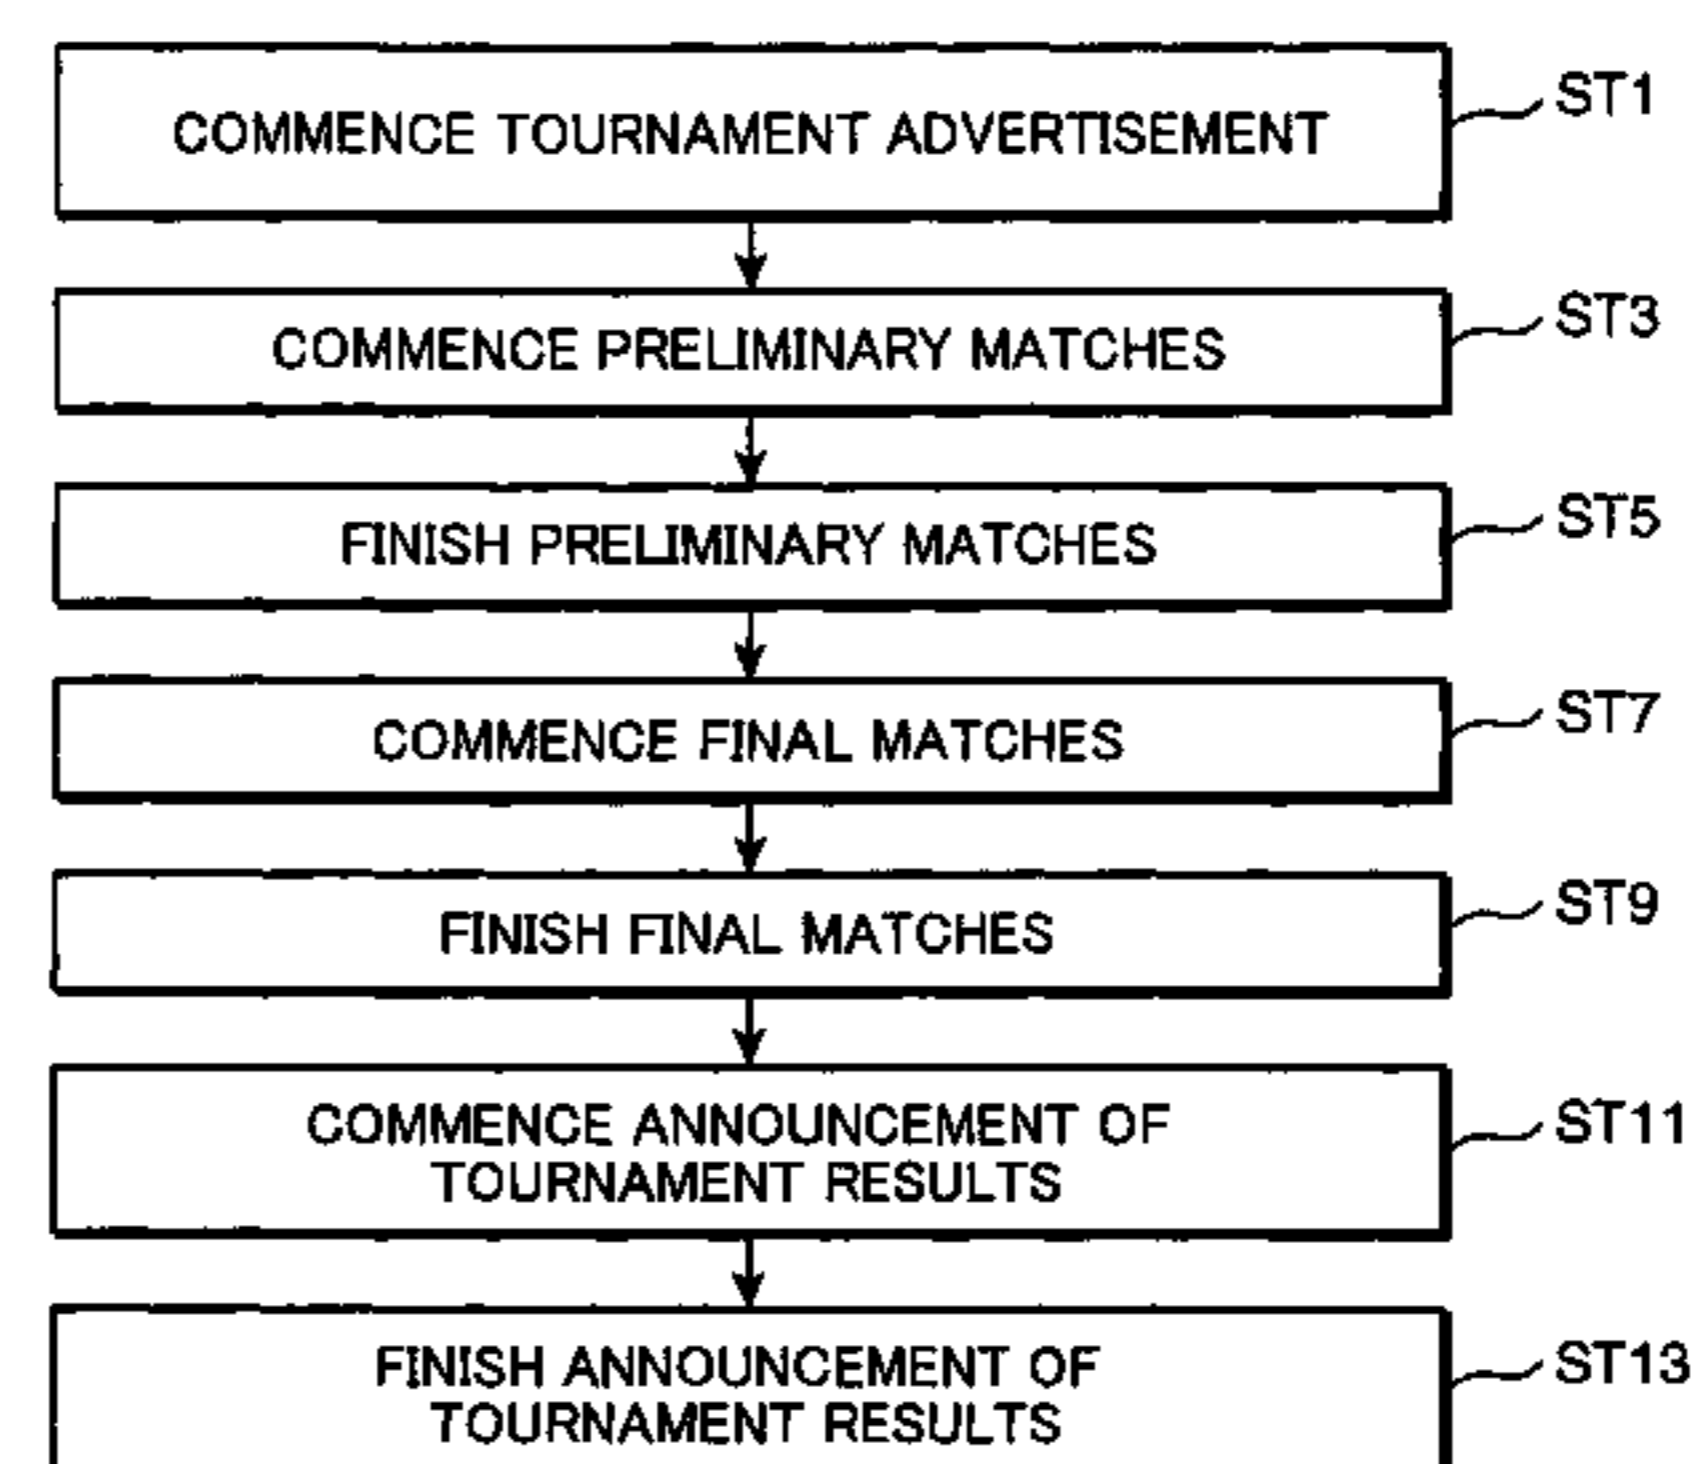 COMMENCE TOURNAMENT ADVERTISEMENT
ST1
COMMENCE PRELIMINARY MATCHES
ST3
FINISH PRELIMINARY MATCHES
ST5
COMMENCE FINAL MATCHES
ST7
FINISH FINAL MATCHES
ST9
COMMENCE ANNOUNCEMENT OF
TOURNAMENT RESULTS
ST11
FINISH ANNOUNCEMENT OF
TOURNAMENT RESULTS
ST13